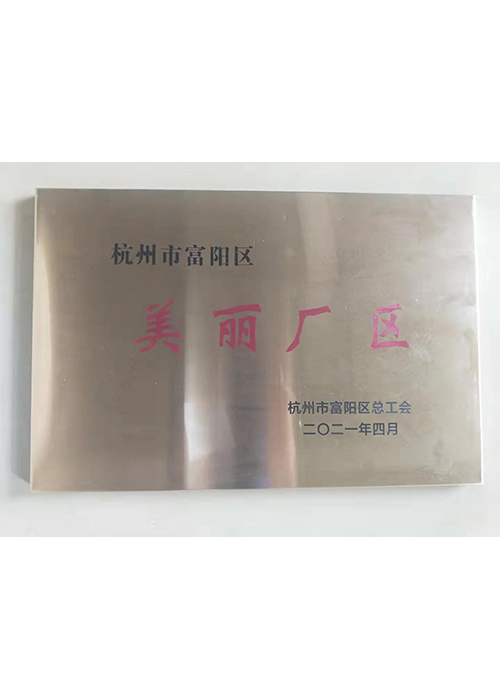 杭州市富阳区
美丽厂区
杭州市富阳区总工会
二〇二一年四月